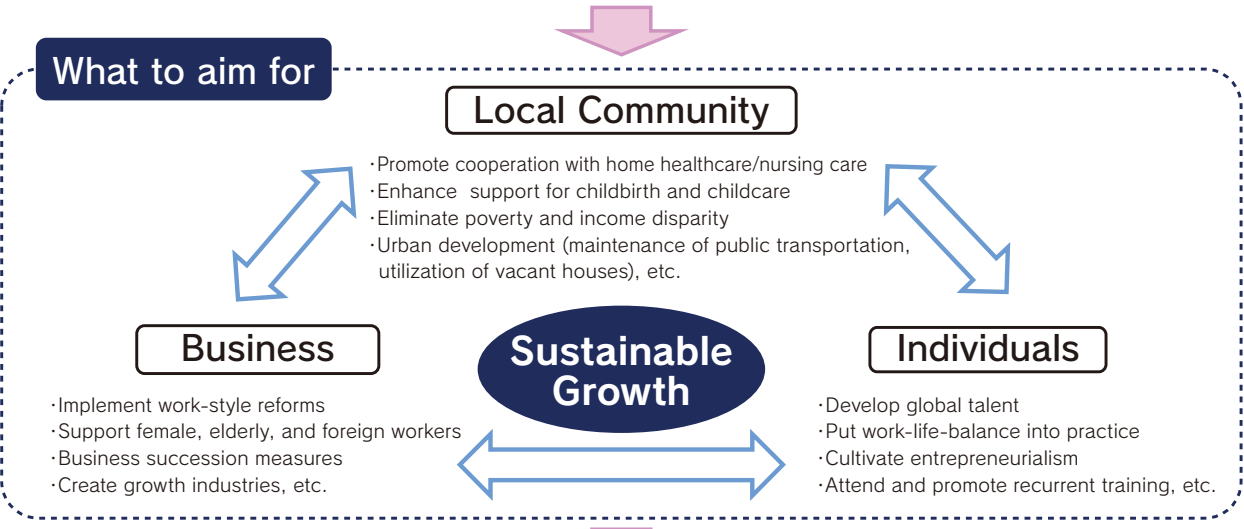 What to aim for
Local Community
·Promote cooperation with home healthcare/nursing care
·Enhance support for childbirth and childcare
·Eliminate poverty and income disparity
·Urban development (maintenance of public transportation,
utilization of vacant houses), etc.
Business
·Implement work-style reforms
·Support female, elderly, and foreign workers
·Business succession measures
·Create growth industries, etc.
Sustainable
Growth
Individuals
·Develop global talent
·Put work-life-balance into practice
·Cultivate entrepreneurialism
·Attend and promote recurrent training, etc.